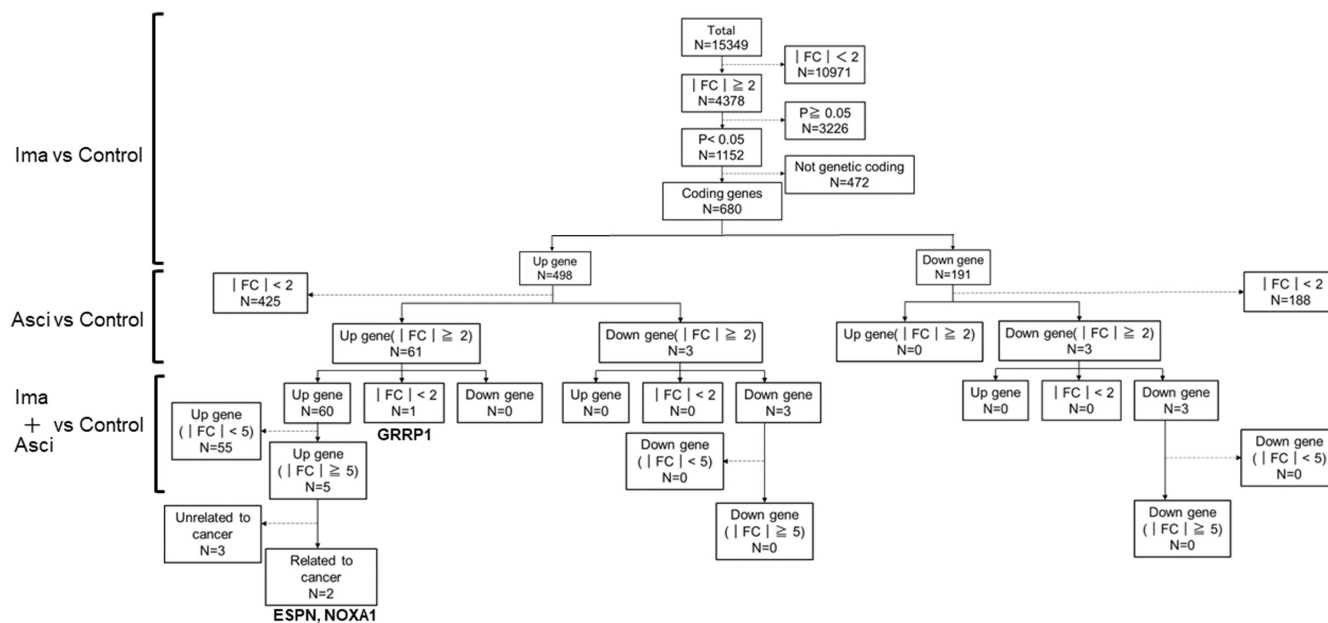 Total
N=15349
| FC | < 2
N=10971
| FC | ≧ 2
N=4378
P≧ 0.05
N=3226
P< 0.05
N=1152
Not genetic coding
N=472
Coding genes
N=680
Ima vs Control
Up gene
N=498
Down gene
N=191
| FC | < 2
N=425
| FC | < 2
N=188
Asci vs Control
Up gene( | FC | ≧ 2)
N=61
Down gene( | FC | ≧ 2)
N=3
Up gene( | FC | ≧ 2)
N=0
Down gene( | FC | ≧ 2)
N=3
Ima
+ vs Control
Asci
Up gene
N=60
| FC | < 2
N=1
GRRP1
Down gene
N=0
Up gene
N=0
| FC | < 2
N=0
Down gene
N=3
Up gene
N=0
| FC | < 2
N=0
Down gene
N=3
Up gene
( | FC | < 5)
N=55
Up gene
( | FC | ≧ 5)
N=5
Down gene
( | FC | < 5)
N=0
Down gene
( | FC | < 5)
N=0
Down gene
( | FC | ≧ 5)
N=0
Down gene
( | FC | ≧ 5)
N=0
Unrelated to
cancer
N=3
Related to
cancer
N=2
ESPN, NOXA1